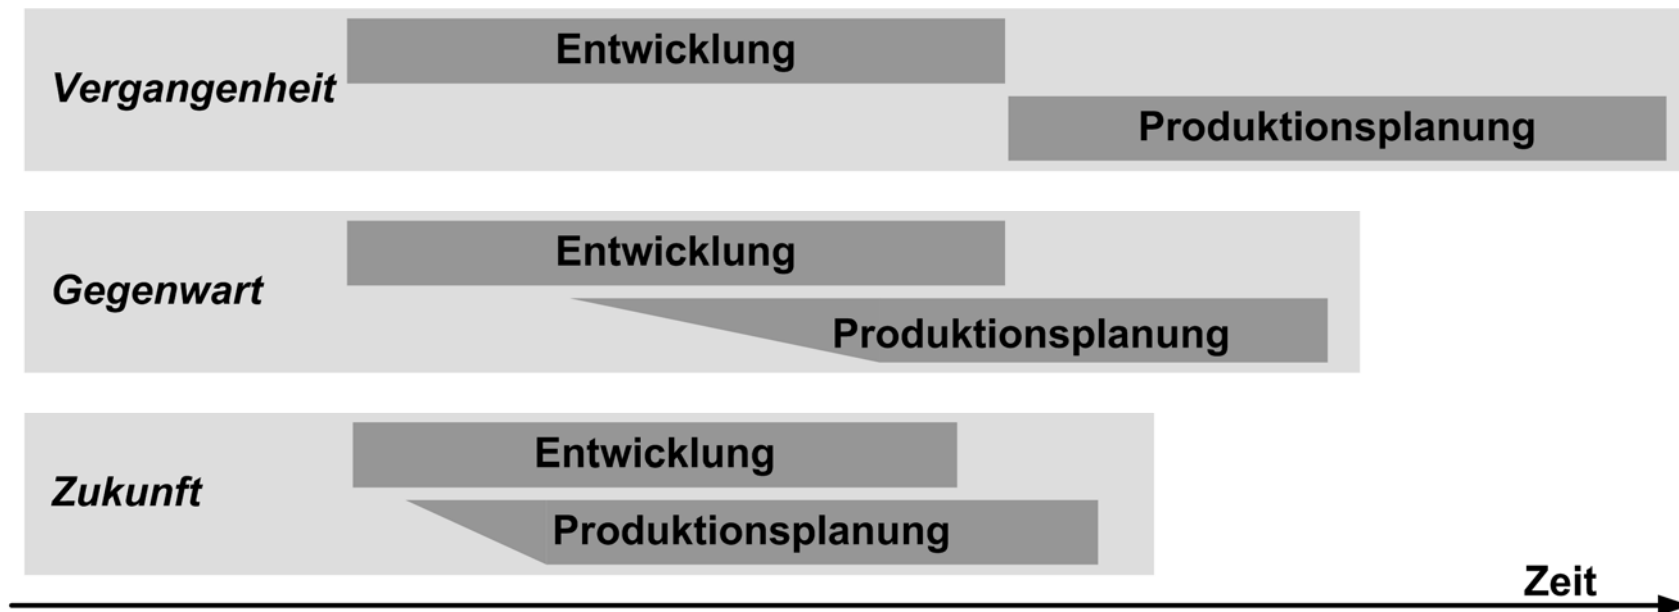 Entwicklung
Vergangenheit
Produktionsplanung
Entwicklung
Gegenwart
Produktionsplanung
Entwicklung
Zukunft
Produktionsplanung
Zeit